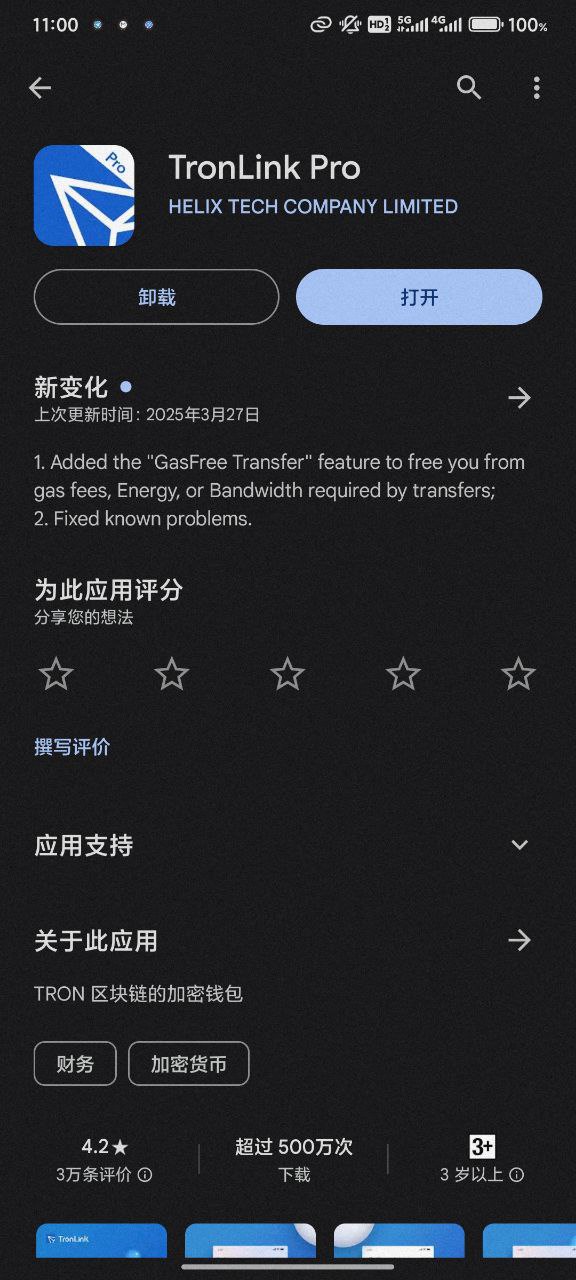 11:00 HD 1 2 5G 4G 100%
Pro
TronLink Pro
HELIX TECH COMPANY LIMITED
卸载 打开
新变化
上次更新时间：2025年3月27日
1. Added the "GasFree Transfer" feature to free you from
gas fees, Energy, or Bandwidth required by transfers;
2. Fixed known problems.
为此应用评分
分享您的想法
撰写评价
应用支持
关于此应用
TRON 区块链的加密钱包
财务 加密货币
4.2★ 超过 500万次 3+
3万条评价 下载 3 岁以上
TronLink